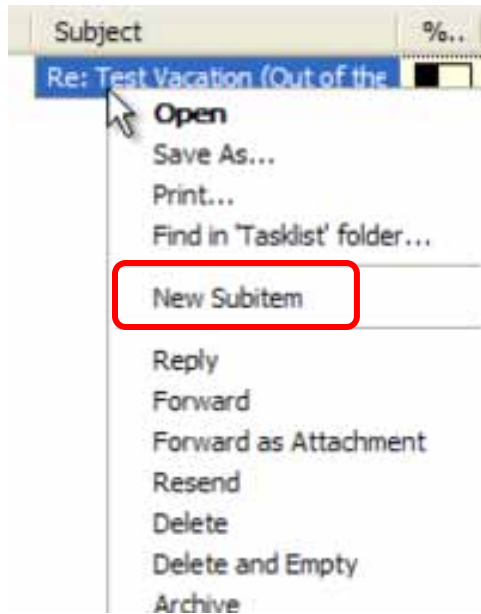 Subject %..
Re: Test Vacation (Out of the
Open
Save As...
Print...
Find in 'Tasklist' folder...
New Subitem
Reply
Forward
Forward as Attachment
Resend
Delete
Delete and Empty
Archive